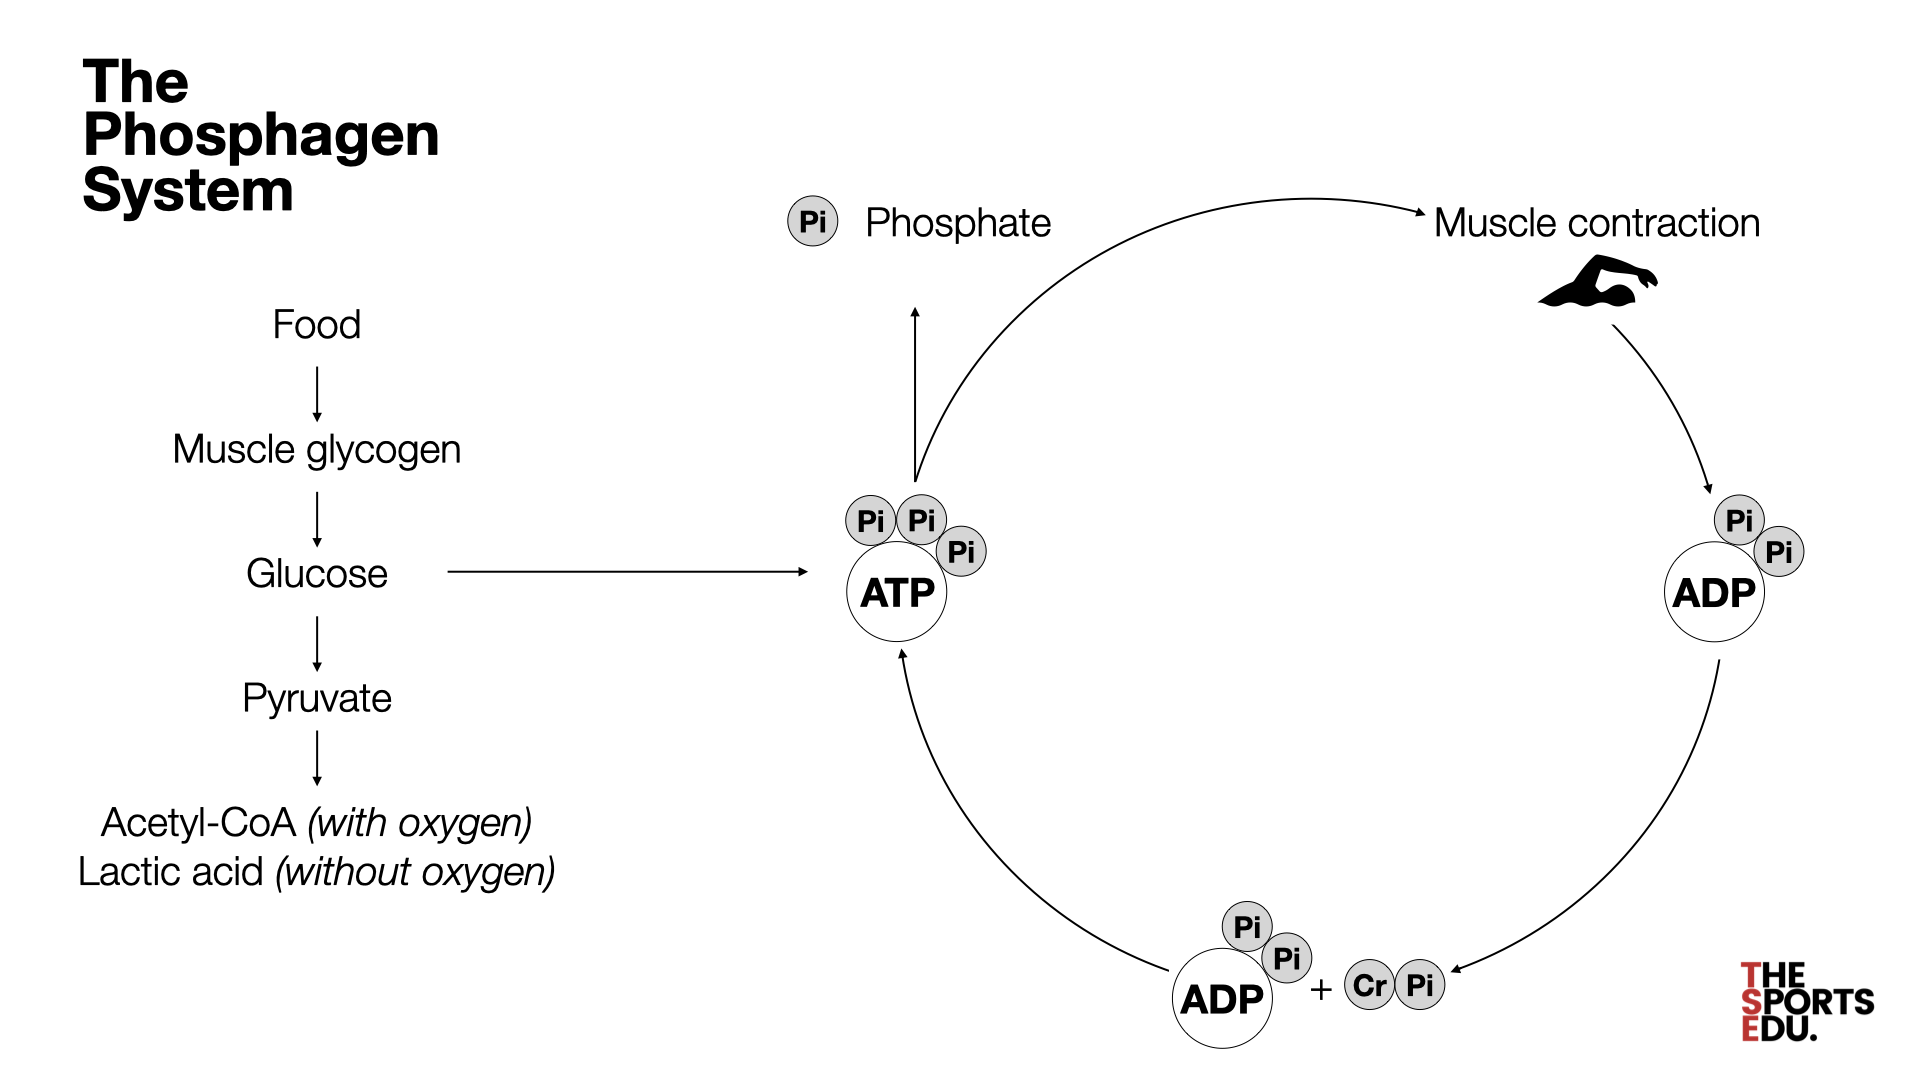 The
Phosphagen
System
Food
Muscle glycogen
Glucose
Pyruvate
Acetyl-CoA (with oxygen)
Lactic acid (without oxygen)
Pi Phosphate
Muscle contraction
Pi Pi Pi
ATP
Pi Pi
ADP
Pi Pi
ADP + Cr Pi
THE
SPORTS
EDU.